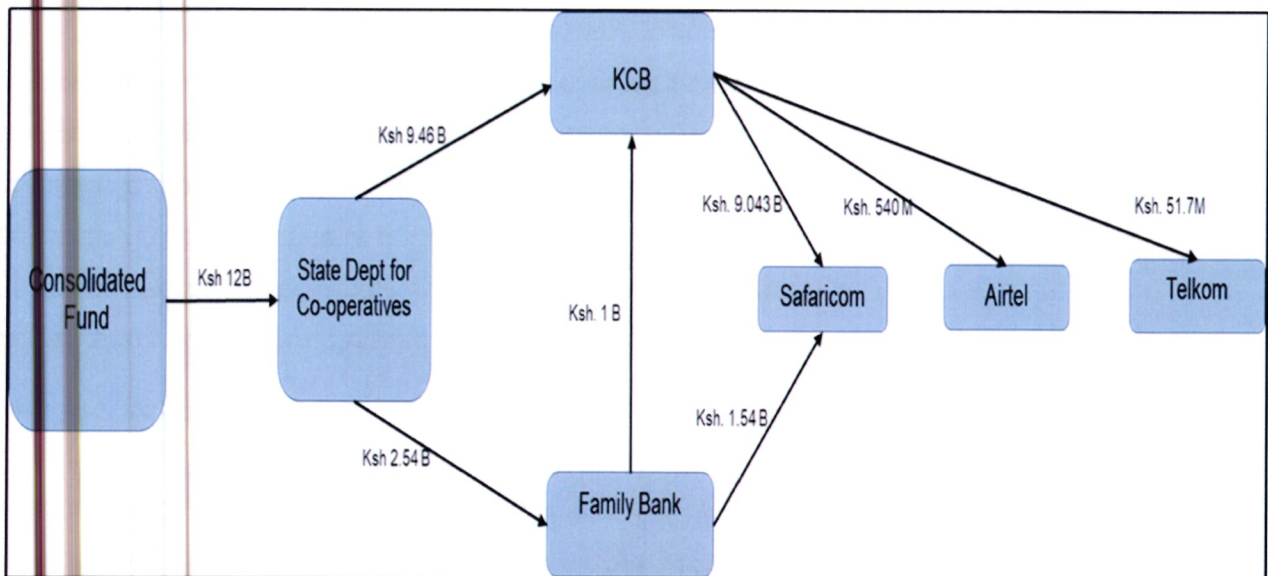 KCB
Ksh 9.46 B
Consolidated
Fund
Ksh 12B
State Dept for
Co-operatives
Ksh. 1 B
Ksh. 9.043 B
Ksh. 540 M
Ksh. 51.7M
Safaricom
Airtel
Telkom
Ksh 2.54 B
Ksh. 1.54 B
Family Bank